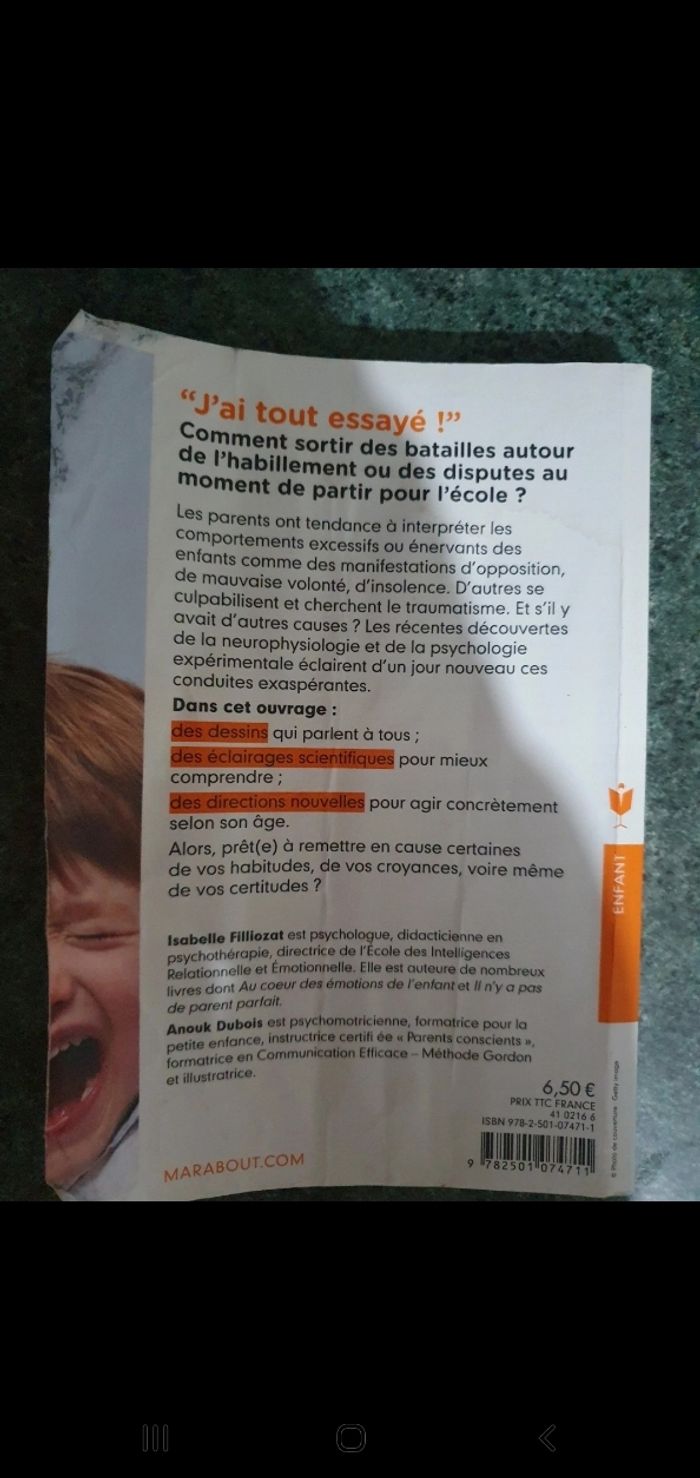 “J'ai tout essayé !”
Comment sortir des batailles autour
de l'habillement ou des disputes au
moment de partir pour l'école ?
Les parents ont tendance à interpréter les
comportements excessifs ou énervants des
enfants comme des manifestations d'opposition,
de mauvaise volonté, d'insolence. D'autres se
culpabilisent et cherchent le traumatisme. Et s'il y
avait d'autres causes ? Les récentes découvertes
de la neurophysiologie et de la psychologie
expérimentale éclairent d'un jour nouveau ces
conduites exaspérantes.
Dans cet ouvrage :
des dessins qui parlent à tous ;
des éclairages scientifiques pour mieux
comprendre ;
des directions nouvelles pour agir concrètement
selon son âge.
Alors, prêt(e) à remettre en cause certaines
de vos habitudes, de vos croyances, voire même
de vos certitudes ?
Isabelle Filliozat est psychologue, didacticienne en
psychothérapie, directrice de l'École des Intelligences
Relationnelle et Émotionnelle. Elle est auteure de nombreux
livres dont Au coeur des émotions de l'enfant et Il n'y a pas
de parent parfait.
Anouk Dubois est psychomotricienne, formatrice pour la
petite enfance, instructrice certifi ée « Parents conscients »,
formatrice en Communication Efficace – Méthode Gordon
et illustratrice.
6,50 €
PRIX TTC FRANCE
41 0216 6
ISBN 978-2-501-07471-1
9 782501 074711
MARABOUT.COM
ENFANT
© Photo de couverture : Getty image